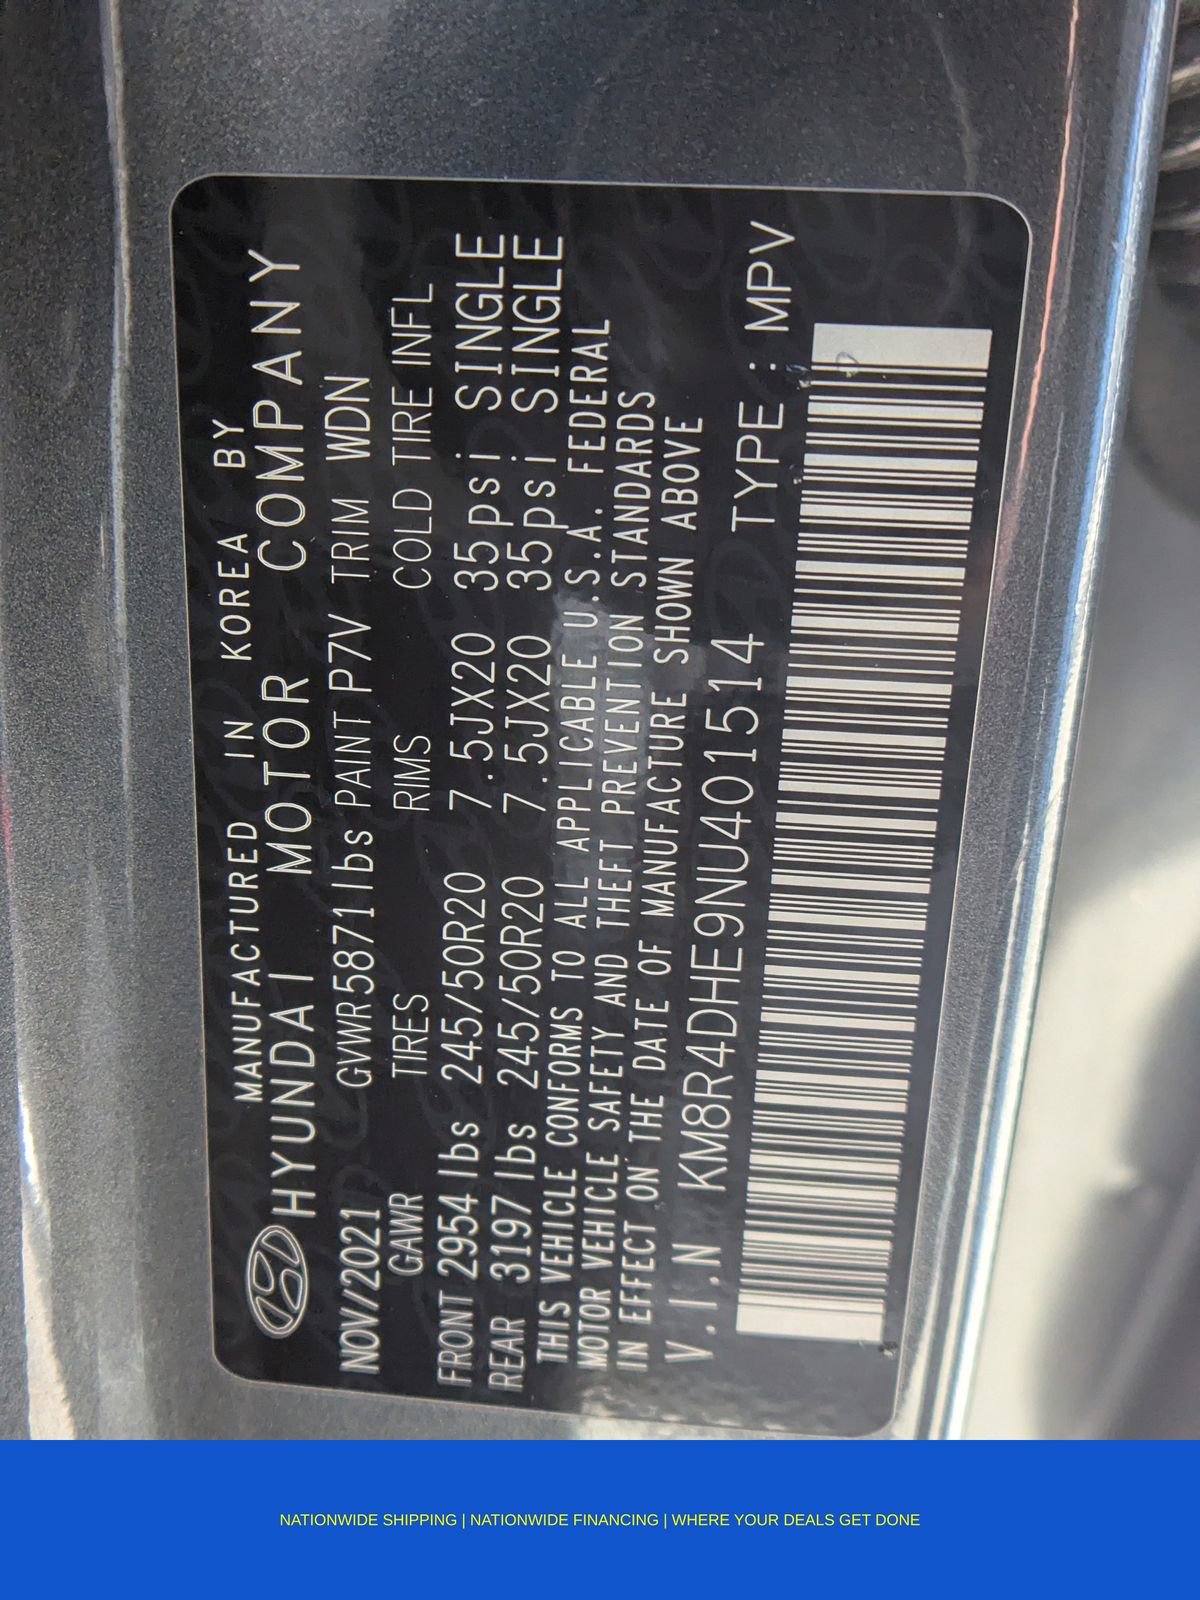 MANUFACTURED IN KOREA BY
HYUNDAI MOTOR COMPANY
NOV/2021 GVWR5871lbs PAINT P7V TRIM WDN
GAWR TIRES RIMS COLD TIRE INFL
FRONT 2954 lbs 245/50R20 7.5JX20 35psi SINGLE
REAR 3197 lbs 245/50R20 7.5JX20 35psi SINGLE
THIS VEHICLE CONFORMS TO ALL APPLICABLE U.S.A. FEDERAL
MOTOR VEHICLE SAFETY AND THEFT PREVENTION STANDARDS
IN EFFECT ON THE DATE OF MANUFACTURE SHOWN ABOVE
V.I.N KM8R4DHE9NU401514 TYPE : MPV
NATIONWIDE SHIPPING | NATIONWIDE FINANCING | WHERE YOUR DEALS GET DONE